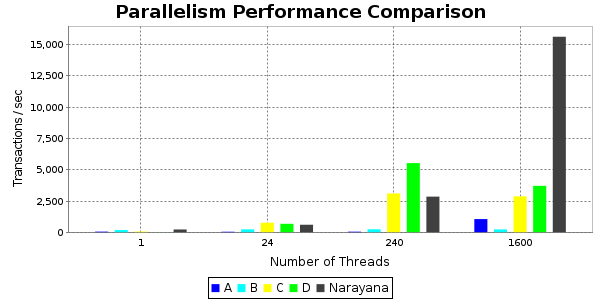 Parallelism Performance Comparison
Transactions / sec
15,000
12,500
10,000
7,500
5,000
2,500
0
1 24 240 1600
Number of Threads
A B C D Narayana